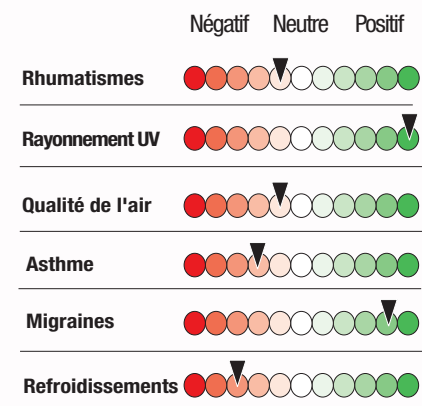 Négatif Neutre Positif
Rhumatismes
Rayonnement UV
Qualité de l'air
Asthme
Migraines
Refroidissements